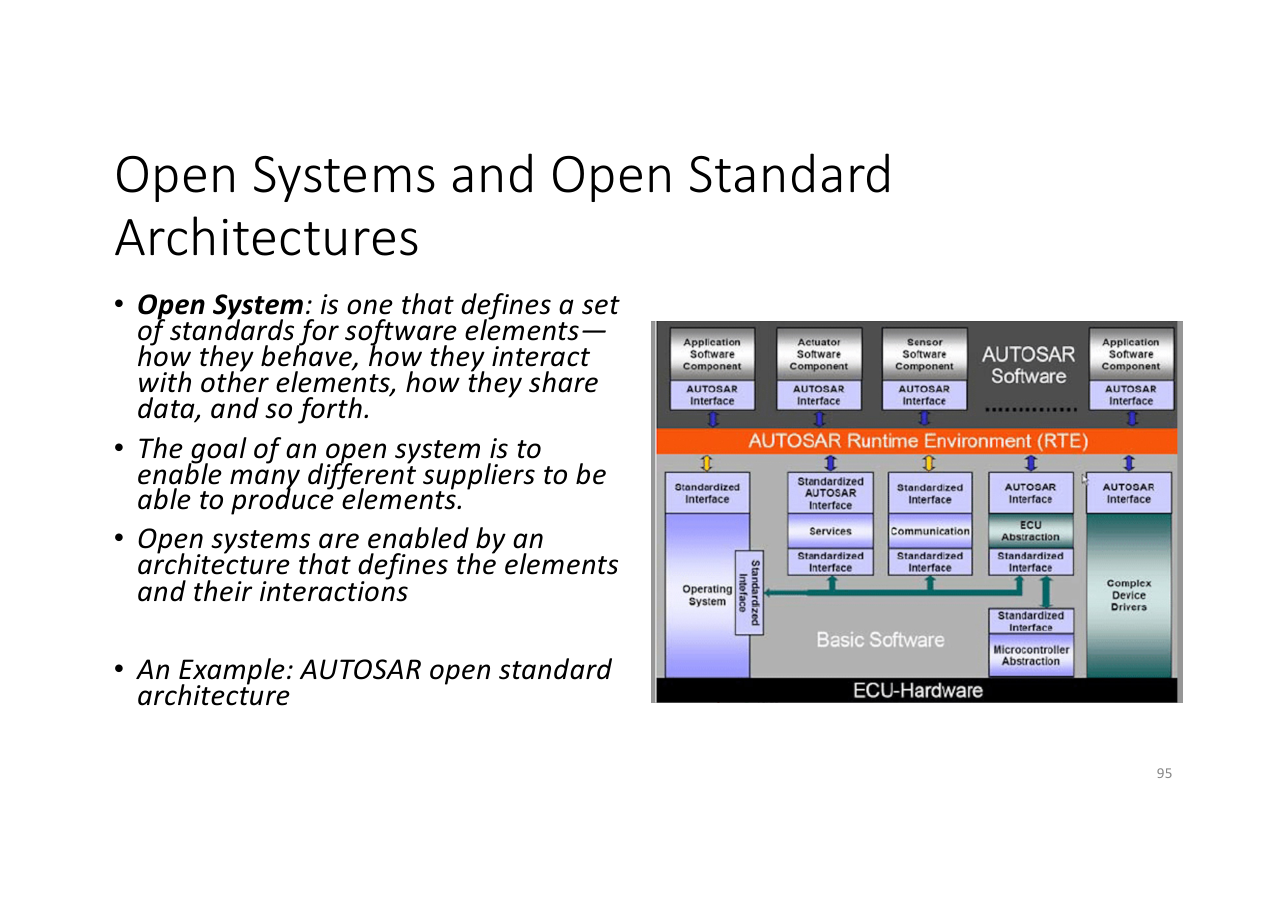 Open Systems and Open Standard
Architectures
• Open System: is one that defines a set
of standards for software elements—
how they behave, how they interact
with other elements, how they share
data, and so forth.
• The goal of an open system is to
enable many different suppliers to be
able to produce elements.
• Open systems are enabled by an
architecture that defines the elements
and their interactions
• An Example: AUTOSAR open standard
architecture
Application
Software
Component
AUTOSAR
Interface
Actuator
Software
Component
AUTOSAR
Interface
Sensor
Software
Component
AUTOSAR
Interface
AUTOSAR
Software
Application
Software
Component
AUTOSAR
Interface
AUTOSAR Runtime Environment (RTE)
Standardized
Interface
Operating
System
Standardized
Interface
Standardized
AUTOSAR
Interface
Services
Standardized
Interface
Standardized
Interface
Communication
Standardized
Interface
AUTOSAR
Interface
ECU
Abstraction
Standardized
Interface
Standardized
Interface
Microcontroller
Abstraction
AUTOSAR
Interface
Complex
Device
Drivers
Basic Software
ECU-Hardware
95